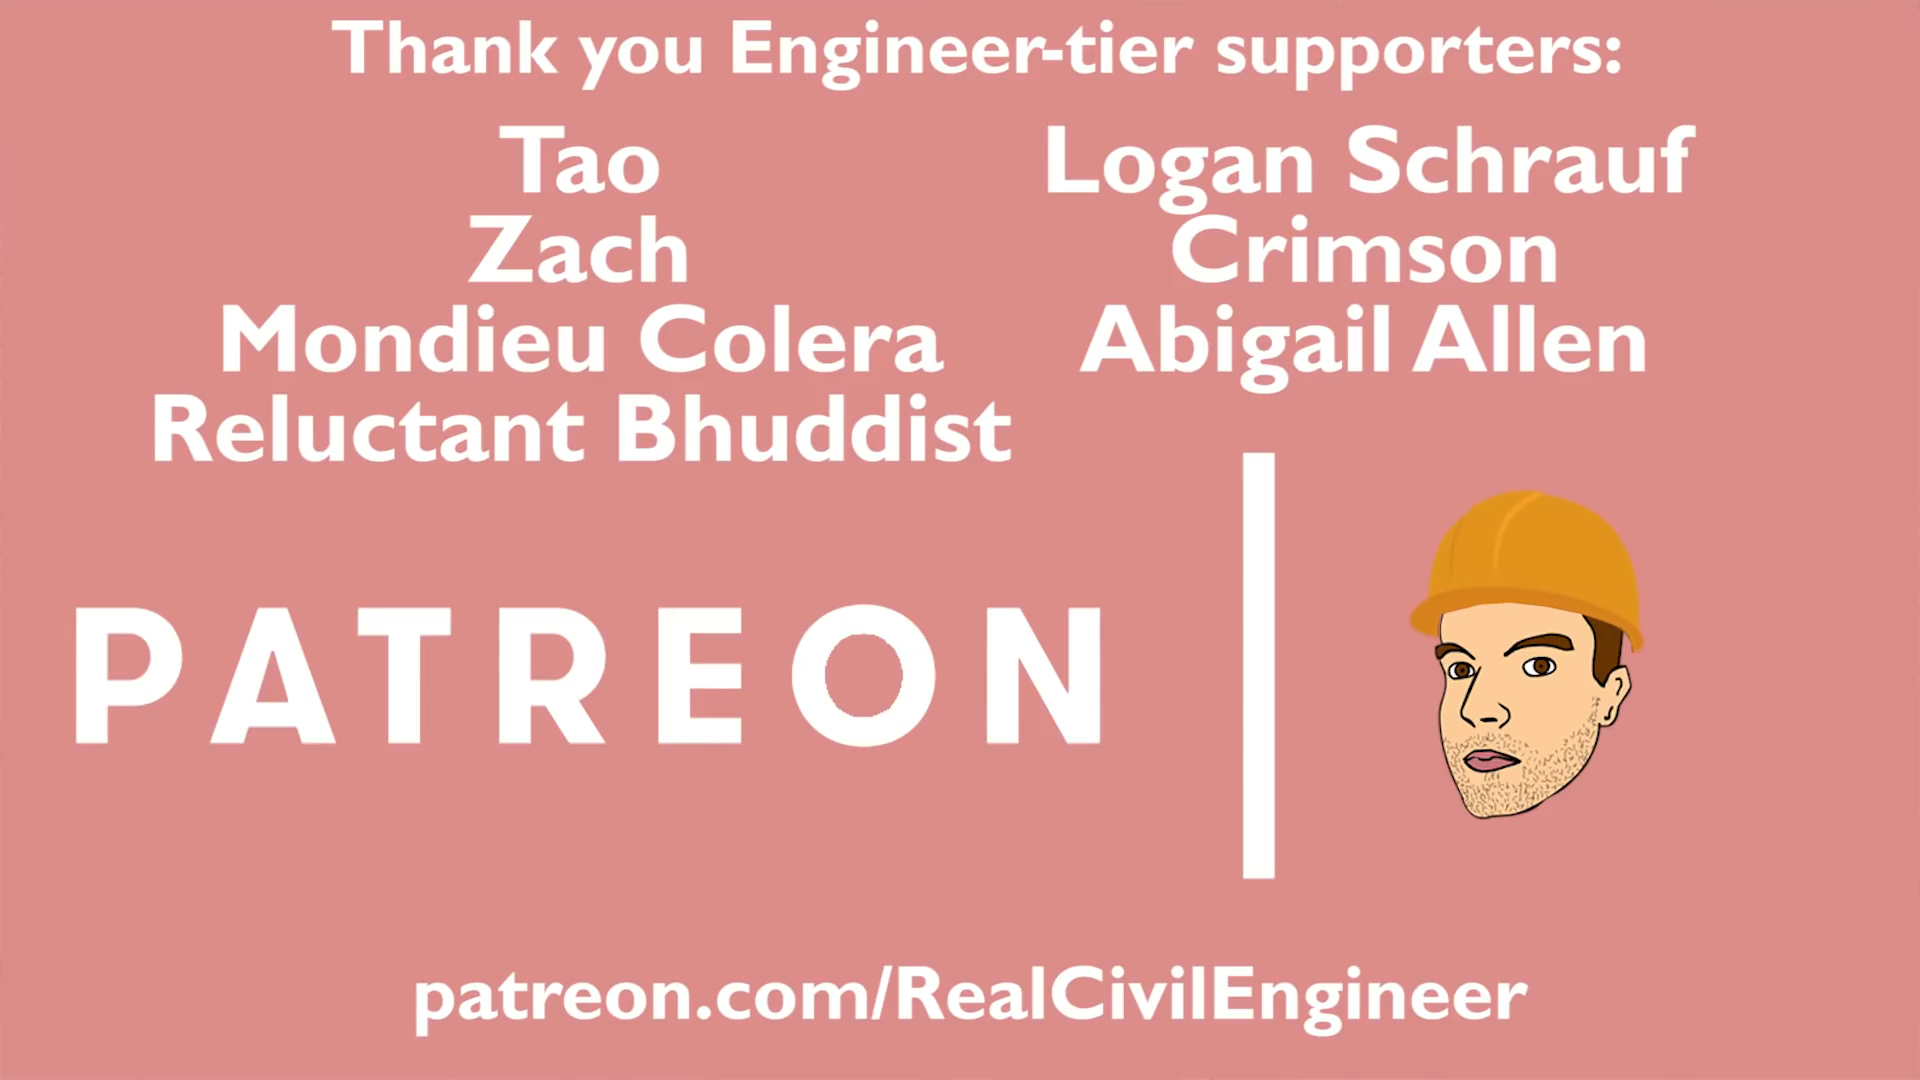 Thank you Engineer-tier supporters:
Tao
Zach
Mondieu Colera
Reluctant Bhuddist
Logan Schrauf
Crimson
Abigail Allen
PATREON
patreon.com/RealCivilEngineer